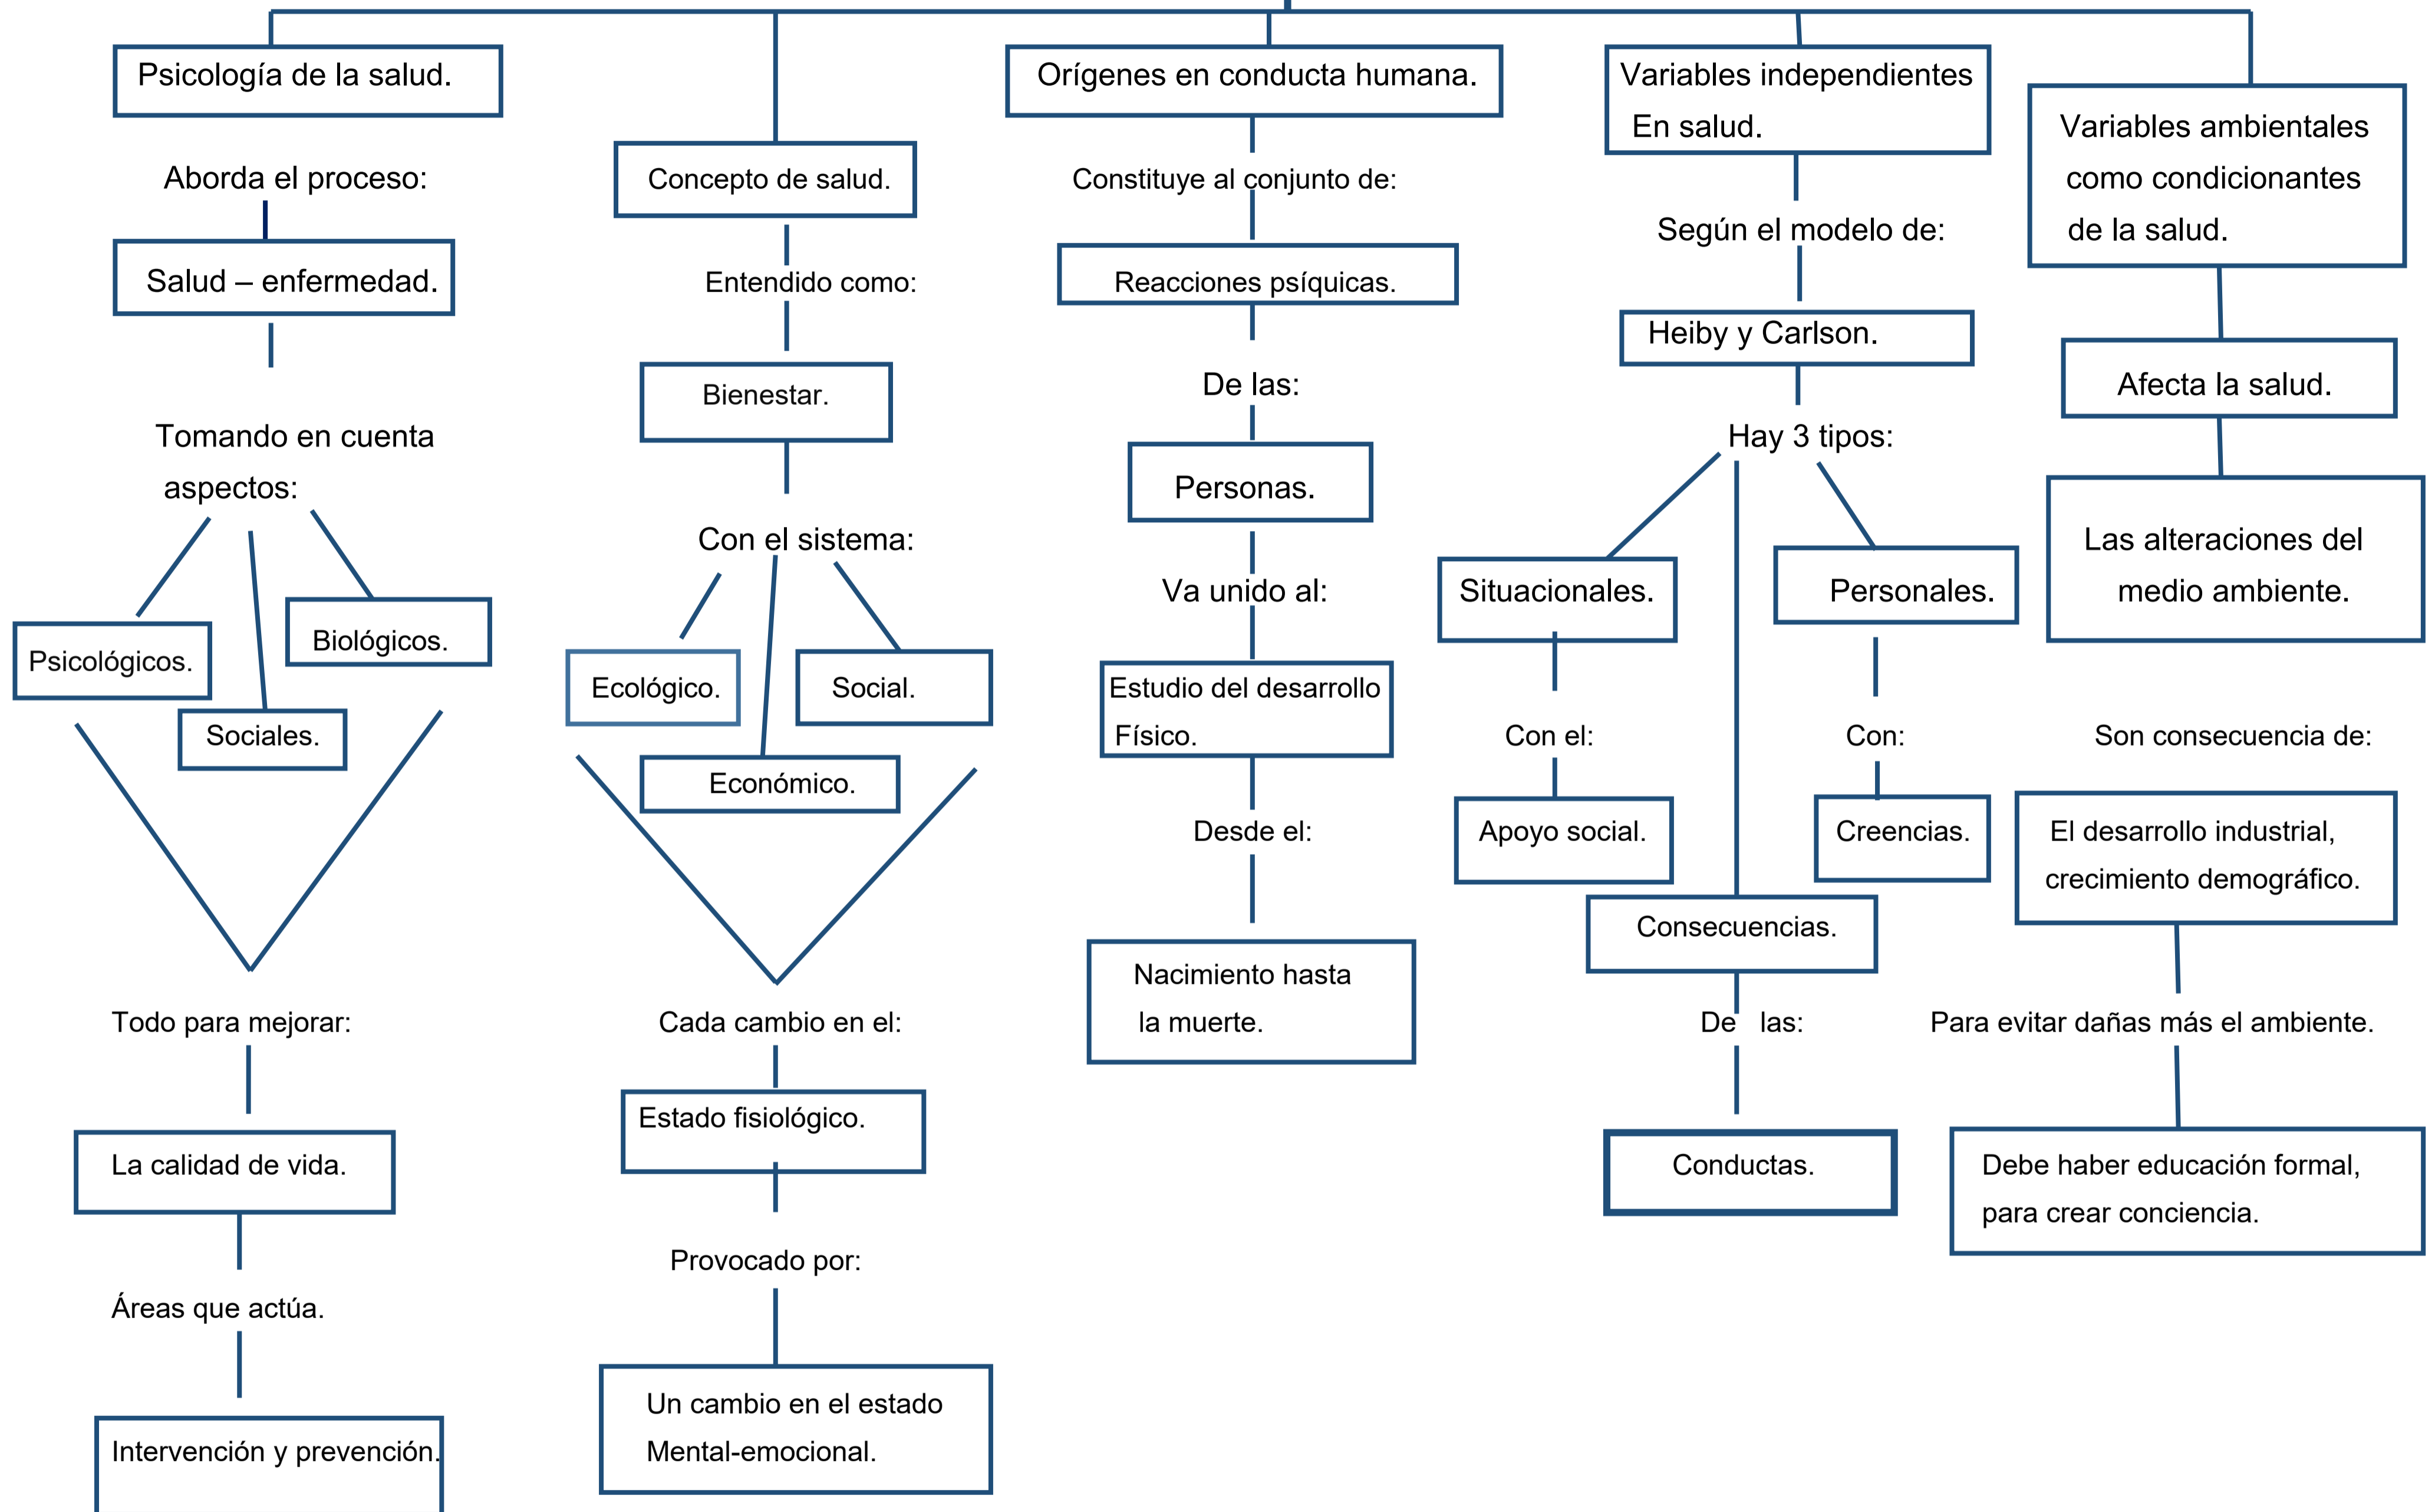 Psicología de la salud.
Aborda el proceso:
Salud – enfermedad.
Tomando en cuenta
aspectos:
Psicológicos.
Sociales.
Biológicos.
Todo para mejorar:
La calidad de vida.
Áreas que actúa.
Intervención y prevención.
Concepto de salud.
Entendido como:
Bienestar.
Con el sistema:
Ecológico.
Económico.
Social.
Cada cambio en el:
Estado fisiológico.
Provocado por:
Un cambio en el estado
Mental-emocional.
Orígenes en conducta humana.
Constituye al conjunto de:
Reacciones psíquicas.
De las:
Personas.
Va unido al:
Estudio del desarrollo
Físico.
Desde el:
Nacimiento hasta
la muerte.
Variables independientes
En salud.
Según el modelo de:
Heiby y Carlson.
Hay 3 tipos:
Situacionales.
Con el:
Apoyo social.
Consecuencias.
De las:
Conductas.
Personales.
Con:
Creencias.
Variables ambientales
como condicionantes
de la salud.
Afecta la salud.
Las alteraciones del
medio ambiente.
Son consecuencia de:
El desarrollo industrial,
crecimiento demográfico.
Para evitar dañas más el ambiente.
Debe haber educación formal,
para crear conciencia.